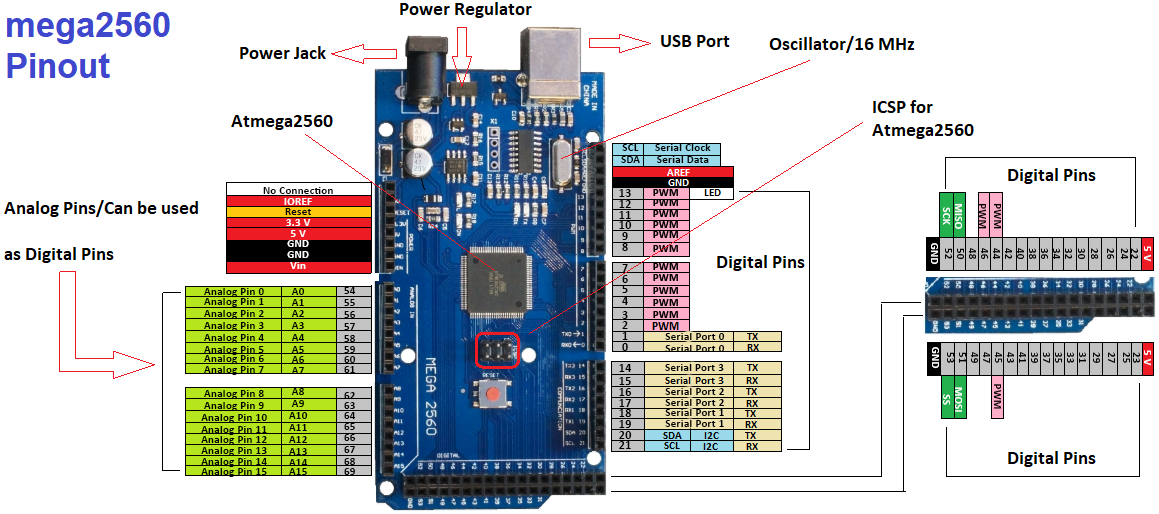 mega2560
Pinout
Power Regulator
Power Jack
USB Port
Oscillator/16 MHz
Atmega2560
ICSP for
Atmega2560
Analog Pins/Can be used
as Digital Pins
No Connection
IOREF
Reset
3.3 V
5 V
GND
GND
Vin
Analog Pin 0 A0 54
Analog Pin 1 A1 55
Analog Pin 2 A2 56
Analog Pin 3 A3 57
Analog Pin 4 A4 58
Analog Pin 5 A5 59
Analog Pin 6 A6 60
Analog Pin 7 A7 61
Analog Pin 8 A8 62
Analog Pin 9 A9 63
Analog Pin 10 A10 64
Analog Pin 11 A11 65
Analog Pin 12 A12 66
Analog Pin 13 A13 67
Analog Pin 14 A14 68
Analog Pin 15 A15 69
MADE IN
CHINA
X1
RESET
POWER
ANALOG IN
MEGA 2560
RESET
COMMUNICATION
DIGITAL
SCL Serial Clock
SDA Serial Data
AREF
GND
13 PWM LED
12 PWM
11 PWM
10 PWM
9 PWM
8 PWM
7 PWM
6 PWM
5 PWM
4 PWM
3 PWM
2 PWM
1 Serial Port 0 TX
0 Serial Port 0 RX
14 Serial Port 3 TX
15 Serial Port 3 RX
16 Serial Port 2 TX
17 Serial Port 2 RX
18 Serial Port 1 TX
19 Serial Port 1 RX
20 SDA I2C TX
21 SCL I2C RX
Digital Pins
Digital Pins
SCK MISO PWM PWM
GND 52 50 48 46 44 42 40 38 36 34 32 30 28 26 24 22 5 V
GND 53 51 49 47 45 43 41 39 37 35 33 31 29 27 25 23 5 V
SS MOSI PWM
Digital Pins